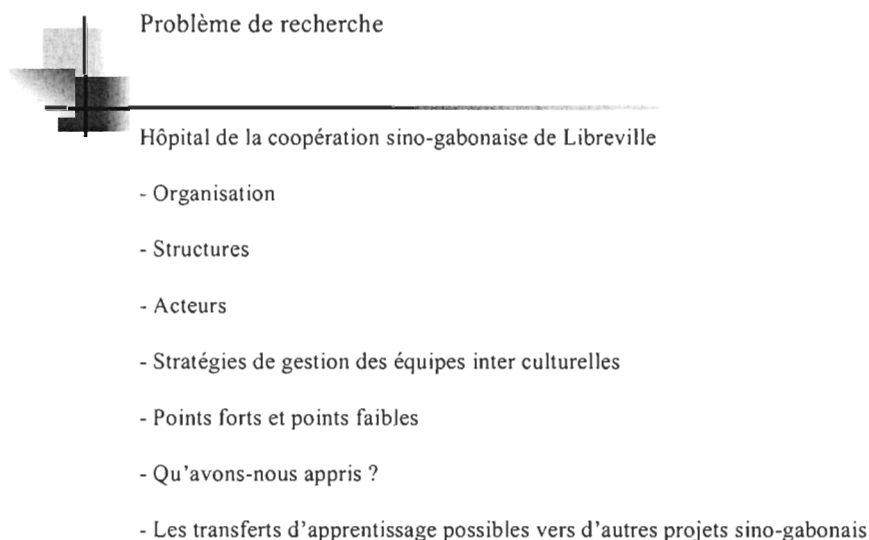 Problème de recherche
Hôpital de la coopération sino-gabonaise de Libreville
- Organisation
- Structures
- Acteurs
- Stratégies de gestion des équipes inter culturelles
- Points forts et points faibles
- Qu'avons-nous appris ?
- Les transferts d'apprentissage possibles vers d'autres projets sino-gabonais